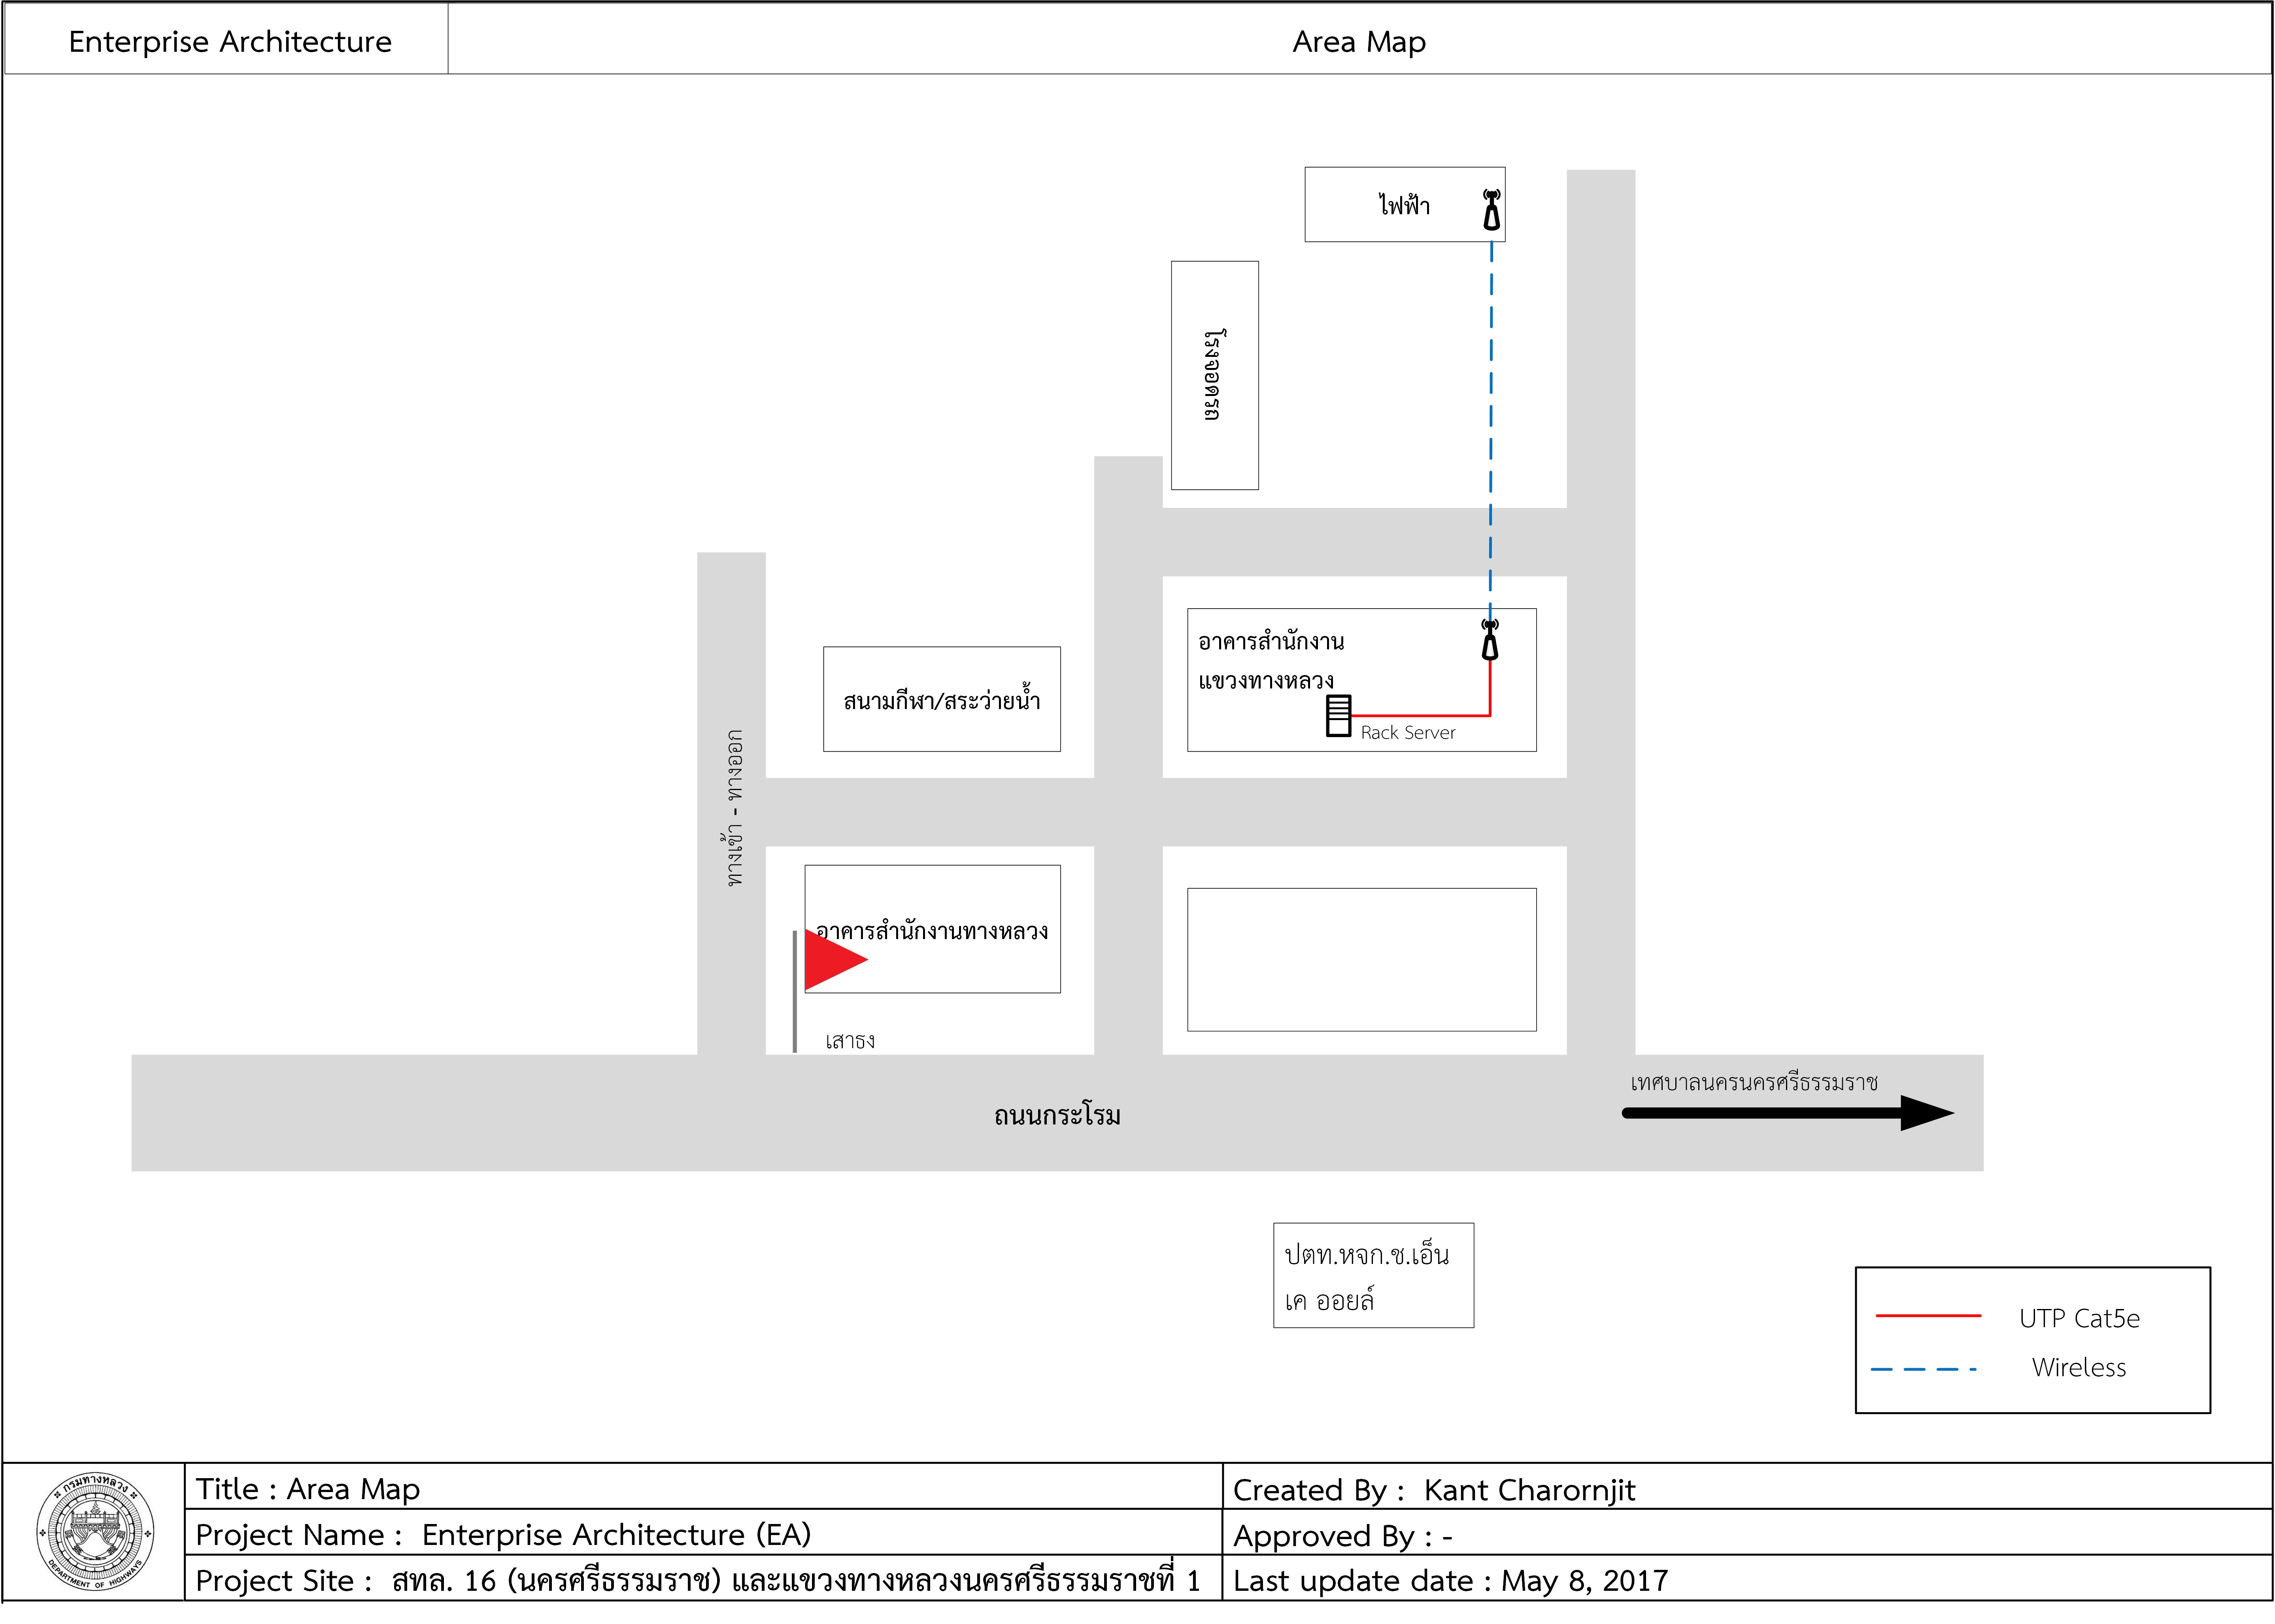 Enterprise Architecture
Area Map
ไฟฟ้า
โรงจอดรถ
อาคารสำนักงาน
แขวงทางหลวง
Rack Server
สนามกีฬา/สระว่ายน้ำ
ทางเข้า - ทางออก
อาคารสำนักงานทางหลวง
เสาธง
เทศบาลนครนครศรีธรรมราช
ถนนกะโรม
ปตท.หจก.ช.เอ็น
เค ออยล์
UTP Cat5e
Wireless
กรมทางหลวง
DEPARTMENT OF HIGHWAYS
Title : Area Map
Created By : Kant Charornjit
Project Name : Enterprise Architecture (EA)
Approved By : -
Project Site : สทล. 16 (นครศรีธรรมราช) และแขวงทางหลวงนครศรีธรรมราชที่ 1
Last update date : May 8, 2017